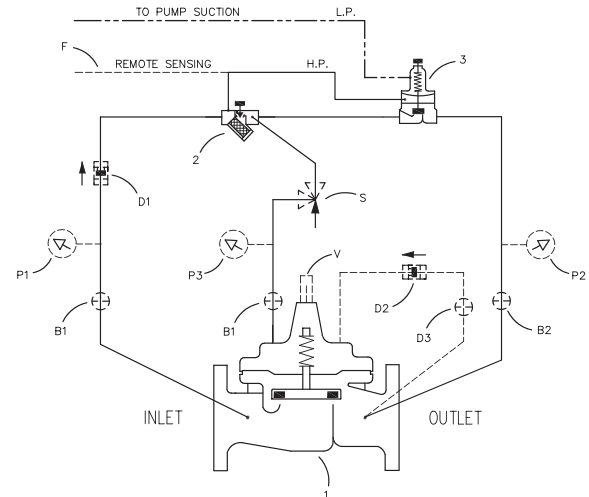 TO PUMP SUCTION L.P.
F
REMOTE SENSING H.P.
3
2
D1
S
P1
P3
V
P2
D2
B1
B1
D3
B2
INLET
OUTLET
1